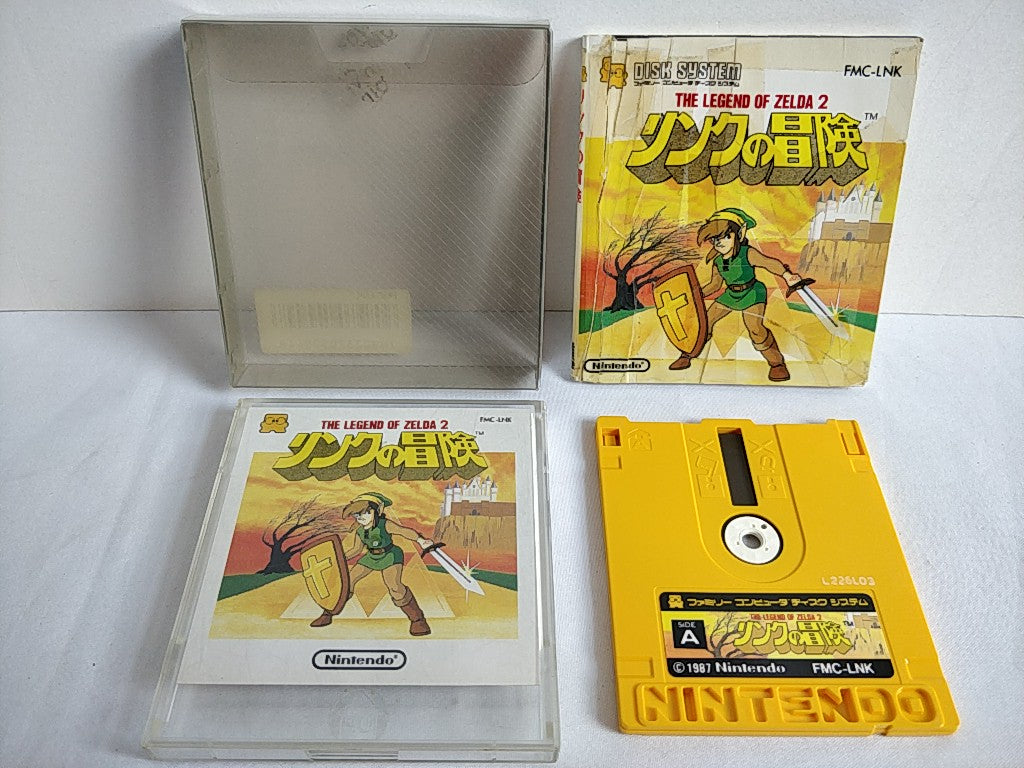 DISK SYSTEM
ファミリー コンピュータ ディスク システム
FMC-LNK
THE LEGEND OF ZELDA 2
リンクの冒険
TM
Nintendo®
FMC-LNK
THE LEGEND OF ZELDA 2
リンクの冒険
TM
Nintendo®
L226L03
ファミリー コンピュータ ディスク システム
SIDE
A
THE LEGEND OF ZELDA 2
リンクの冒険
TM
©1987 Nintendo
FMC-LNK
NINTENDO